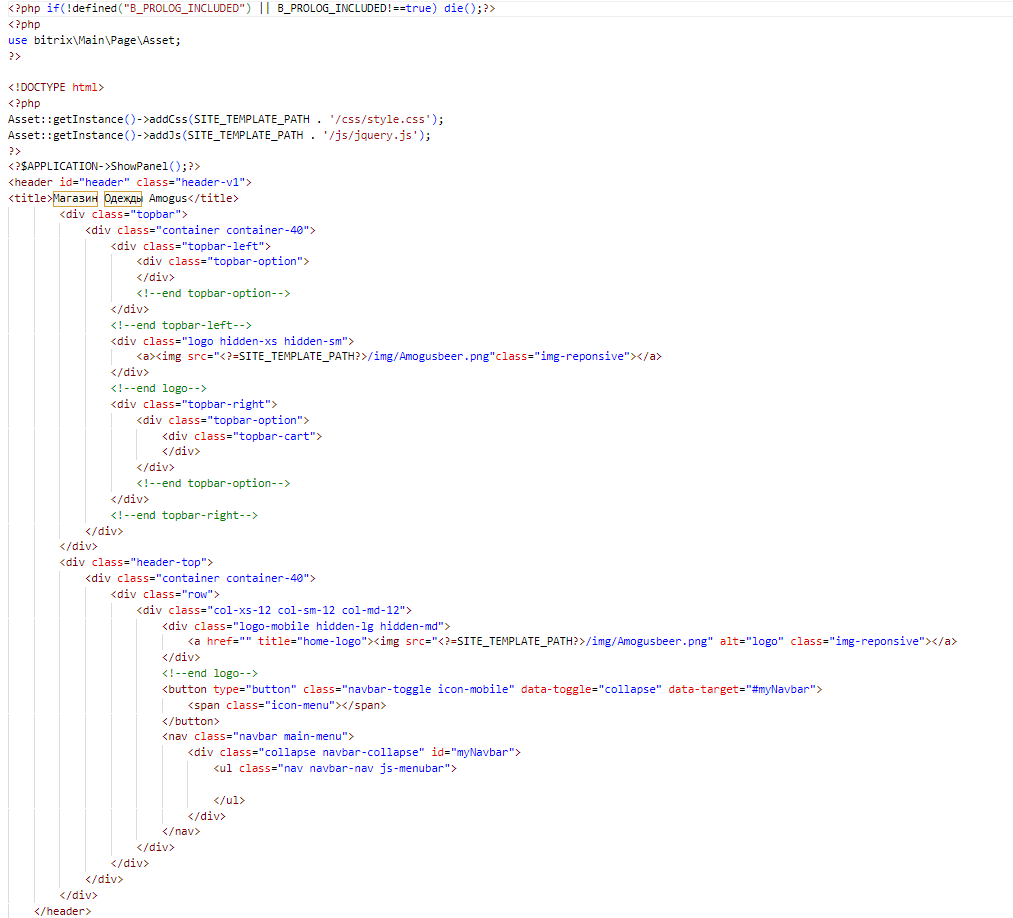 <?php if(!defined("B_PROLOG_INCLUDED") || B_PROLOG_INCLUDED!==true) die();?>
<?php
use bitrix\Main\Page\Asset;
?>
<!DOCTYPE html>
<?php
Asset::getInstance()->addCss(SITE_TEMPLATE_PATH . '/css/style.css');
Asset::getInstance()->addJs(SITE_TEMPLATE_PATH . '/js/jquery.js');
?>
<?$APPLICATION->ShowPanel();?>
<header id="header" class="header-v1">
<title>Магазин Одежды Amogus</title>
<div class="topbar">
<div class="container container-40">
<div class="topbar-left">
<div class="topbar-option">
</div>
<!--end topbar-option-->
</div>
<!--end topbar-left-->
<div class="logo hidden-xs hidden-sm">
<a><img src="<?=SITE_TEMPLATE_PATH?>/img/Amogusbeer.png"class="img-reponsive"></a>
</div>
<!--end logo-->
<div class="topbar-right">
<div class="topbar-option">
<div class="topbar-cart">
</div>
</div>
<!--end topbar-option-->
</div>
<!--end topbar-right-->
</div>
</div>
<div class="header-top">
<div class="container container-40">
<div class="row">
<div class="col-xs-12 col-sm-12 col-md-12">
<div class="logo-mobile hidden-lg hidden-md">
<a href="" title="home-logo"><img src="<?=SITE_TEMPLATE_PATH?>/img/Amogusbeer.png" alt="logo" class="img-reponsive"></a>
</div>
<!--end logo-->
<button type="button" class="navbar-toggle icon-mobile" data-toggle="collapse" data-target="#myNavbar">
<span class="icon-menu"></span>
</button>
<nav class="navbar main-menu">
<div class="collapse navbar-collapse" id="myNavbar">
<ul class="nav navbar-nav js-menubar">
</ul>
</div>
</nav>
</div>
</div>
</div>
</div>
</header>